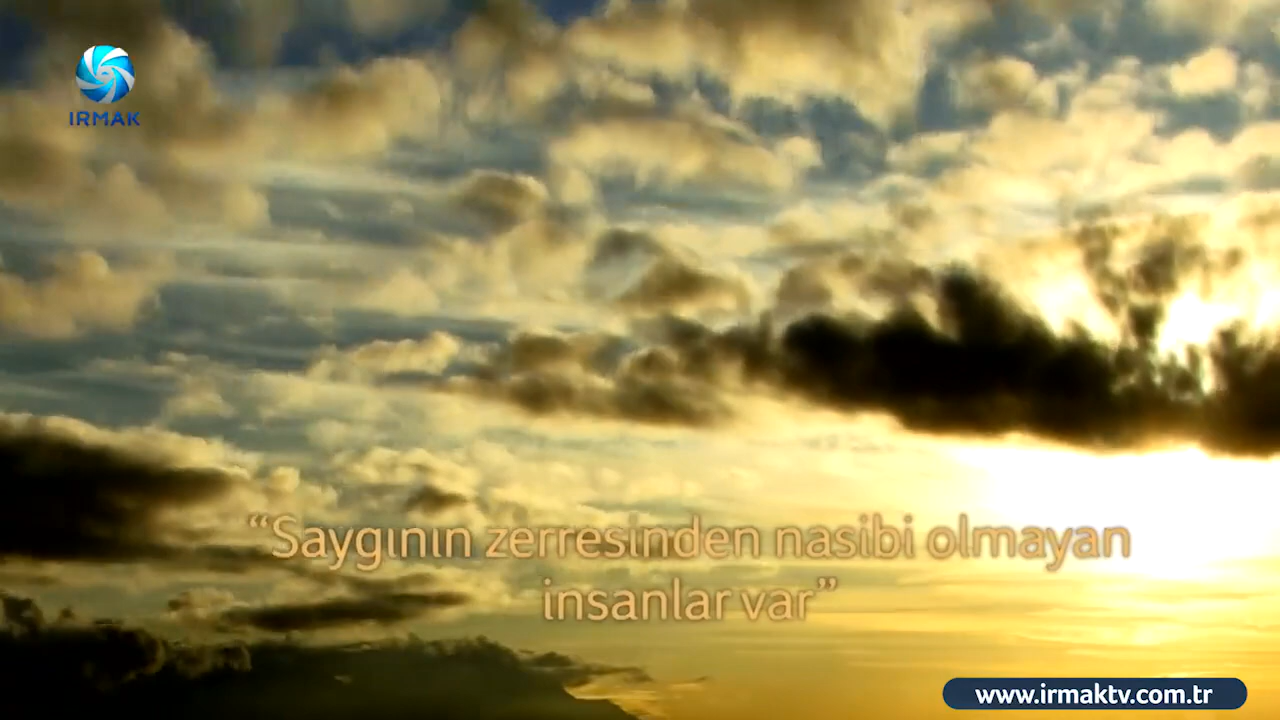 IRMAK
“Saygının zerresinden nasibi olmayan
insanlar var”
www.irmaktv.com.tr